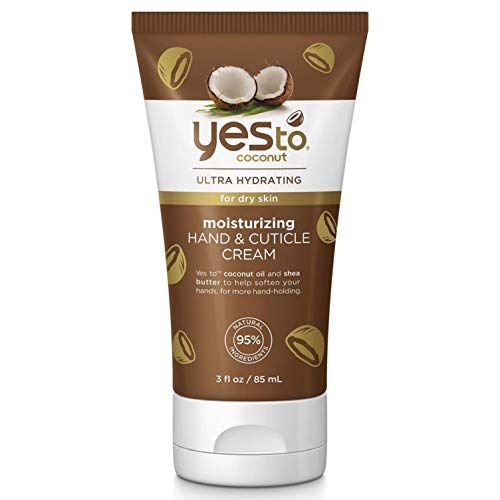 yes to®
coconut
ULTRA HYDRATING
for dry skin
moisturizing
HAND & CUTICLE
CREAM
Yes to™ coconut oil and shea
butter to help soften your
hands, for more hand-holding.
NATURAL
95%
INGREDIENTS
3 fl oz / 85 mL